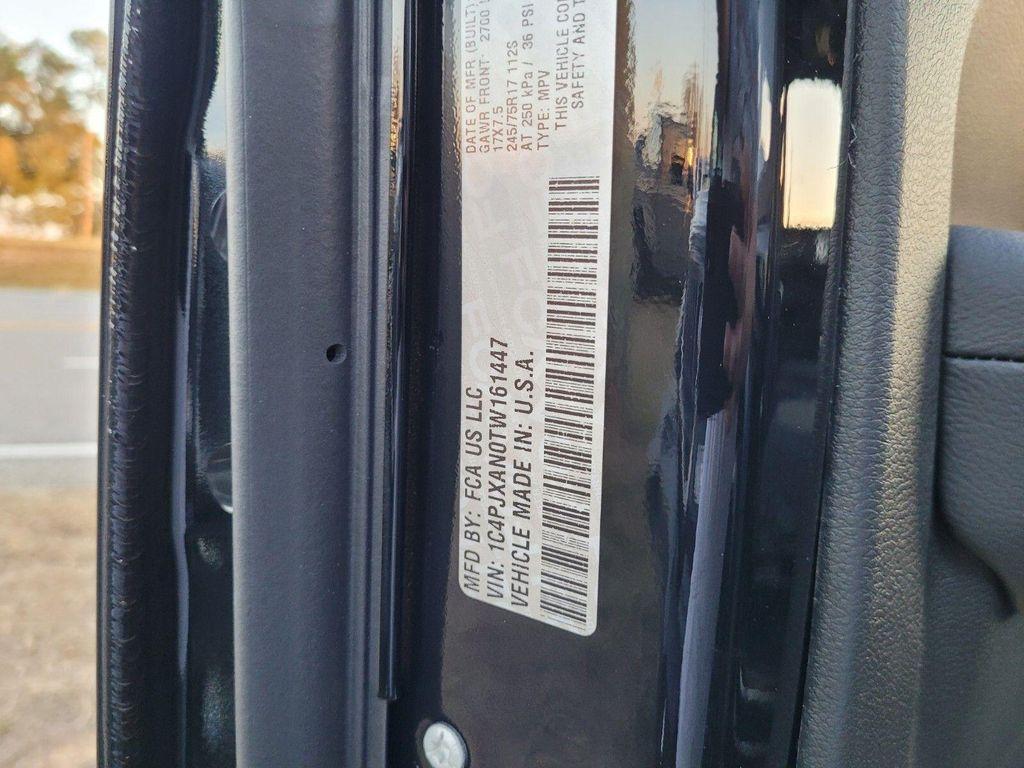 MFD BY: FCA US LLC
VIN: 1C4PJXAN0TW161447
VEHICLE MADE IN: U.S.A.
DATE OF MFR (BUILT)
GAWR FRONT: 2700
17X7.5
245/75R17 112S
AT 250 kPa / 36 PSI
TYPE: MPV
THIS VEHICLE CO
SAFETY AND T